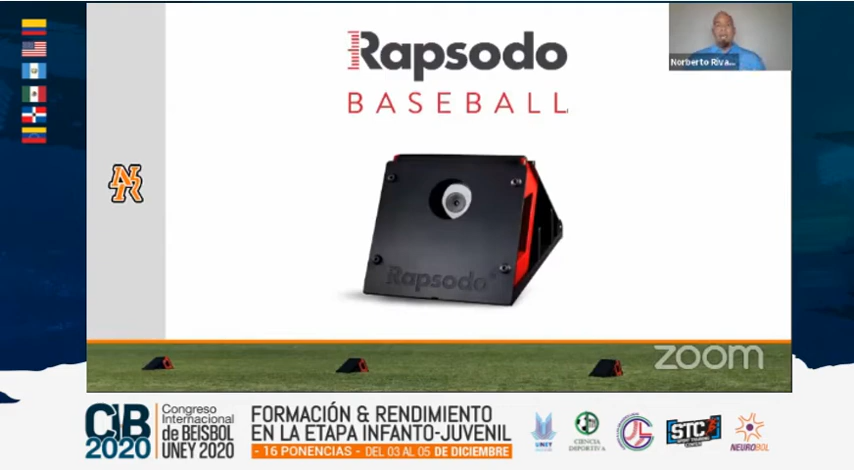 Rapsodo
BASEBALL
Norberto Riva...
NR
Rapsodo
zoom
CIB
2020
Congreso
Internacional
de BEISBOL
UNEY 2020
FORMACIÓN & RENDIMIENTO
EN LA ETAPA INFANTO-JUVENIL
- 16 PONENCIAS - DEL 03 AL 05 DE DICIEMBRE
UNEY
CIENCIA
DEPORTIVA
STC
NEUROBOL